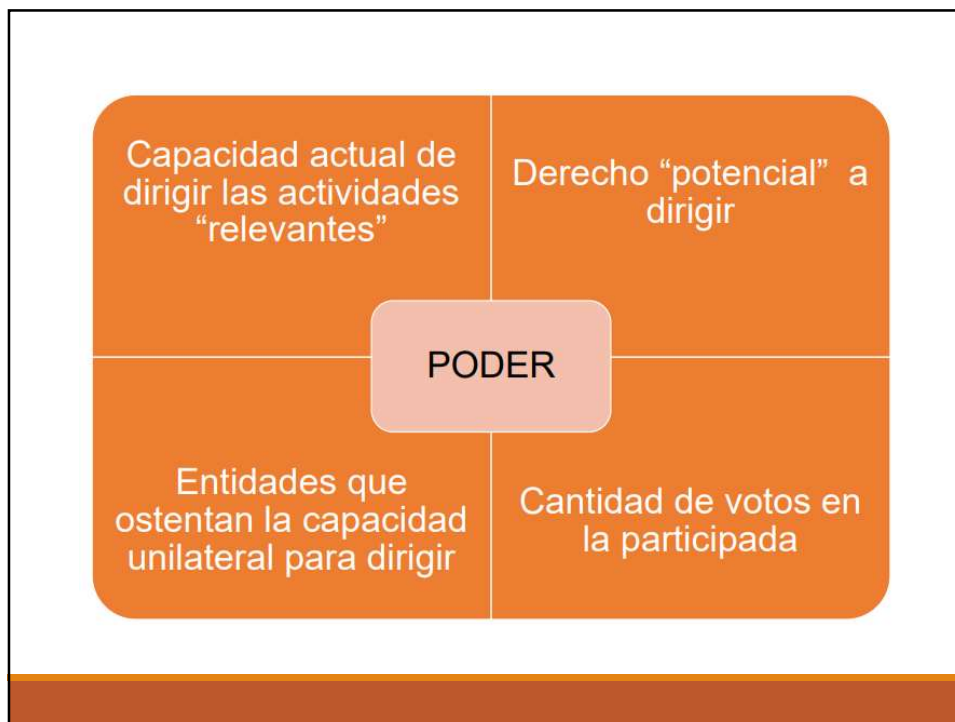 Capacidad actual de
dirigir las actividades
“relevantes”
Derecho “potencial”  a
dirigir
PODER
Entidades que
ostentan la capacidad
unilateral para dirigir
Cantidad de votos en
la participada